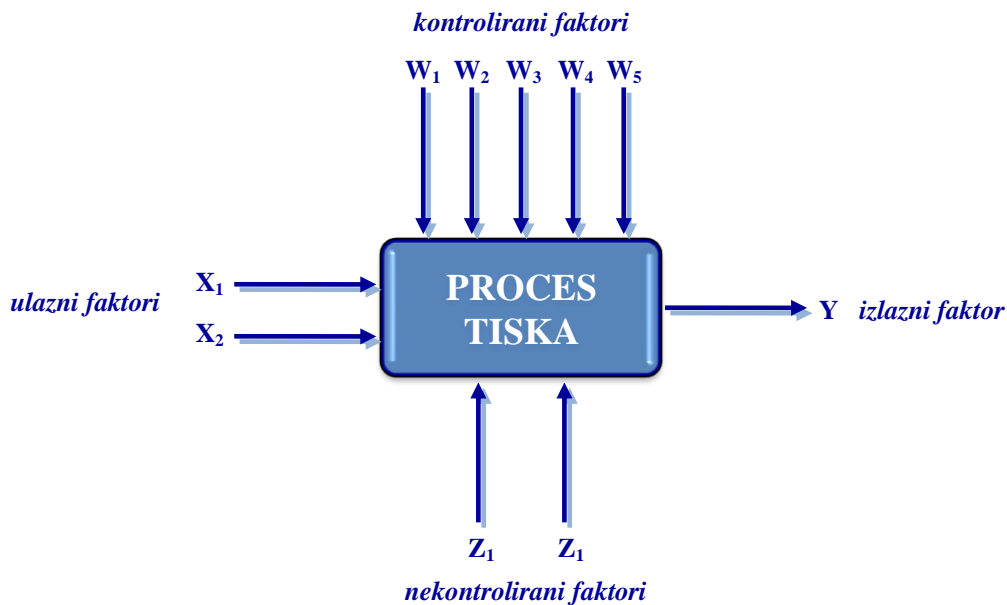 kontrolirani faktori
W₁ W₂ W₃ W₄ W₅
PROCES
TISKA
ulazni faktori
X₁
X₂
Y izlazni faktor
Z₁ Z₁
nekontrolirani faktori